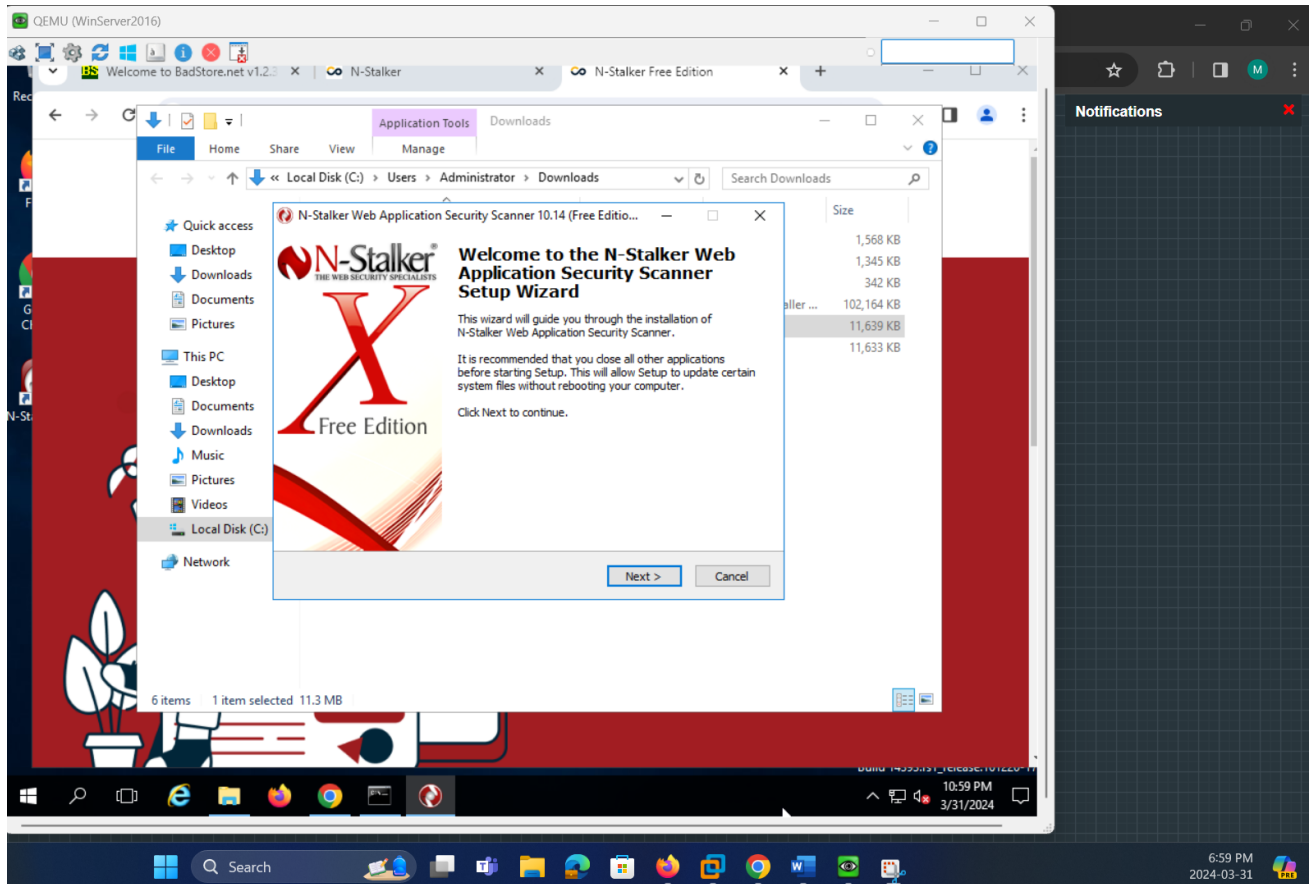 QEMU (WinServer2016)
Welcome to BadStore.net v1.2.3
N-Stalker
N-Stalker Free Edition
M
Rec
Notifications
Application Tools
Downloads
File
Home
Share
View
Manage
« Local Disk (C:) › Users › Administrator › Downloads
Search Downloads
Size
Quick access
Desktop
Downloads
Documents
Pictures
This PC
Desktop
Documents
Downloads
Music
Pictures
Videos
Local Disk (C:)
Network
N-Stalker Web Application Security Scanner 10.14 (Free Editio...
N-Stalker®
THE WEB SECURITY SPECIALISTS
X
Free Edition
Welcome to the N-Stalker Web
Application Security Scanner
Setup Wizard
This wizard will guide you through the installation of
N-Stalker Web Application Security Scanner.
It is recommended that you close all other applications
before starting Setup. This will allow Setup to update certain
system files without rebooting your computer.
Click Next to continue.
Next >
Cancel
1,568 KB
1,345 KB
342 KB
aller ... 102,164 KB
11,639 KB
11,633 KB
F
G
Cl
N-St
6 items 1 item selected 11.3 MB
10:59 PM
3/31/2024
Search
6:59 PM
2024-03-31
PRE